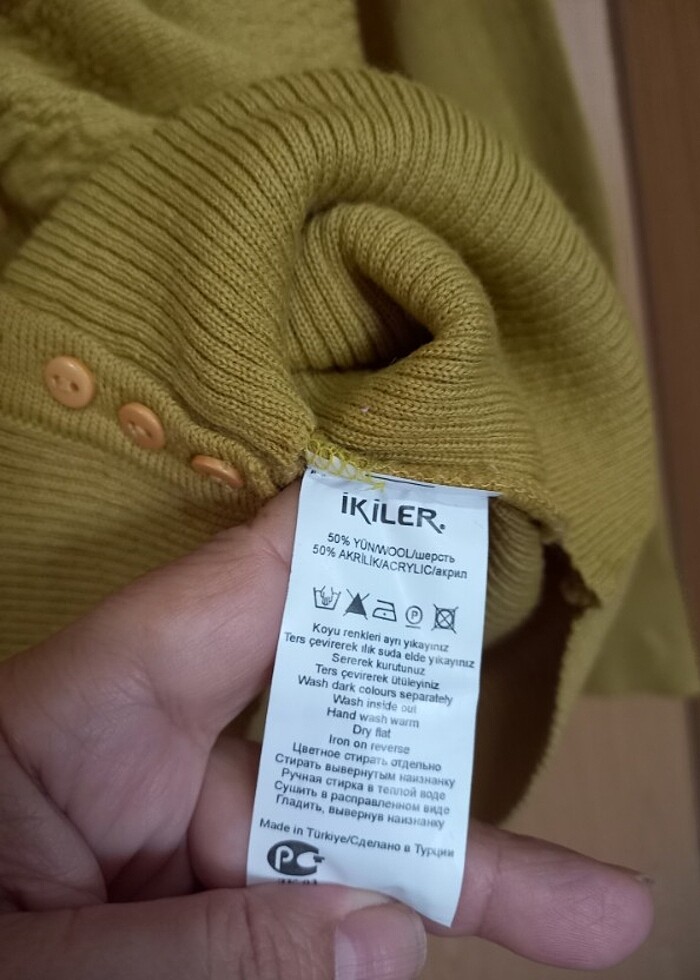 İKİLER.
50% YÜN/WOOL/шерсть
50% AKRİLİK/ACRYLIC/акрил
P
Koyu renkleri ayrı yıkayınız
Ters çevirerek ılık suda elde yıkayınız
Sererek kurutunuz
Ters çevirerek ütüleyiniz
Wash dark colours separately
Wash inside out
Hand wash warm
Dry flat
Iron on reverse
Цветное стирать отдельно
Стирать вывернутым наизнанку
Ручная стирка в теплой воде
Сушить в расправленном виде
Гладить, вывернув наизнанку
Made in Türkiye/Сделано в Турции